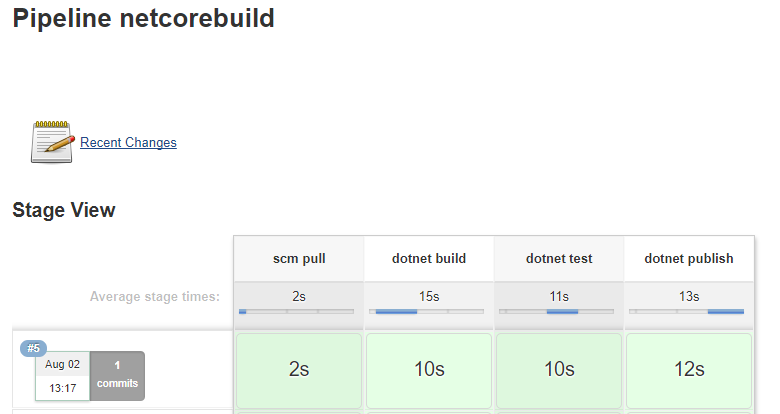 Pipeline netcorebuild
Recent Changes
Stage View
scm pull dotnet build dotnet test dotnet publish
Average stage times: 2s 15s 11s 13s
#5
Aug 02 1
13:17 commits
2s 10s 10s 12s